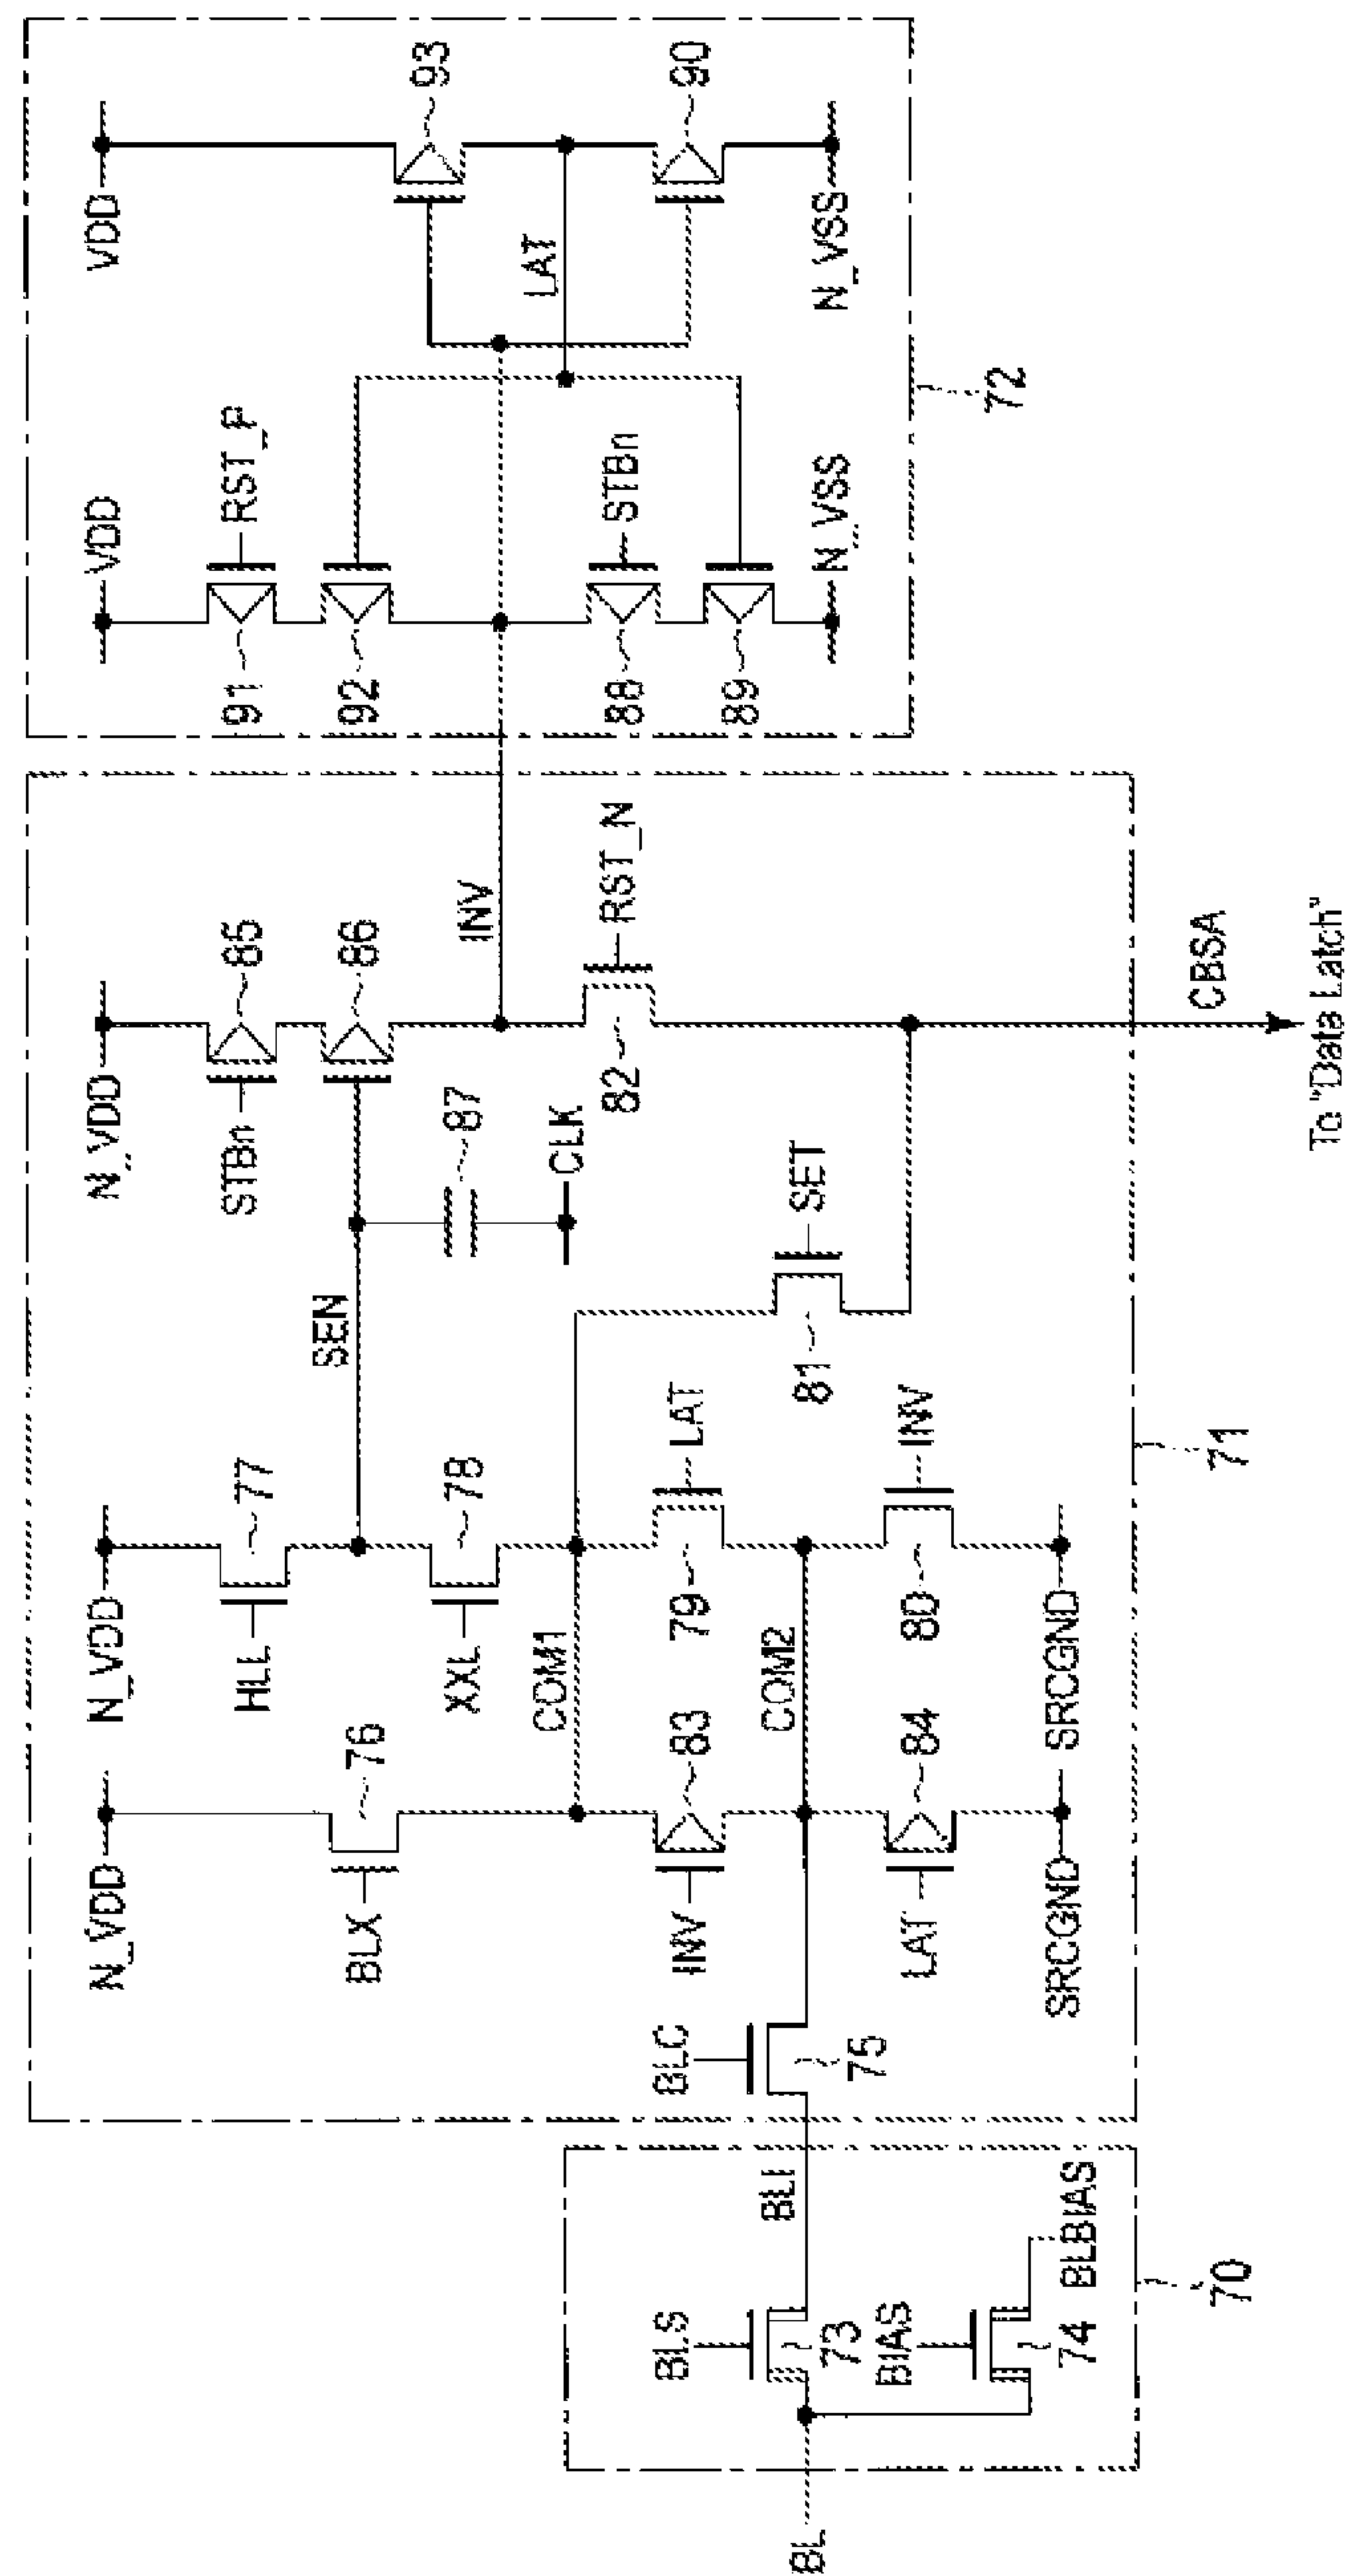 VDD
93
90
N_VSS
LAT
72
VDD
RST_P
91
92
88
89
STBn
N_VSS
N_VDD
85
86
STBn
INV
RST_N
82
CBSA
To "Data Latch"
87
CLK
SEN
SET
81
N_VDD
77
HLL
78
XXL
COM1
LAT
79
COM2
INV
80
SRCGND
71
N_VDD
76
BLX
83
INV
84
LAT
SRCGND
BLC
75
BLI
BLS
73
BIAS
74
BLBIAS
70
BL